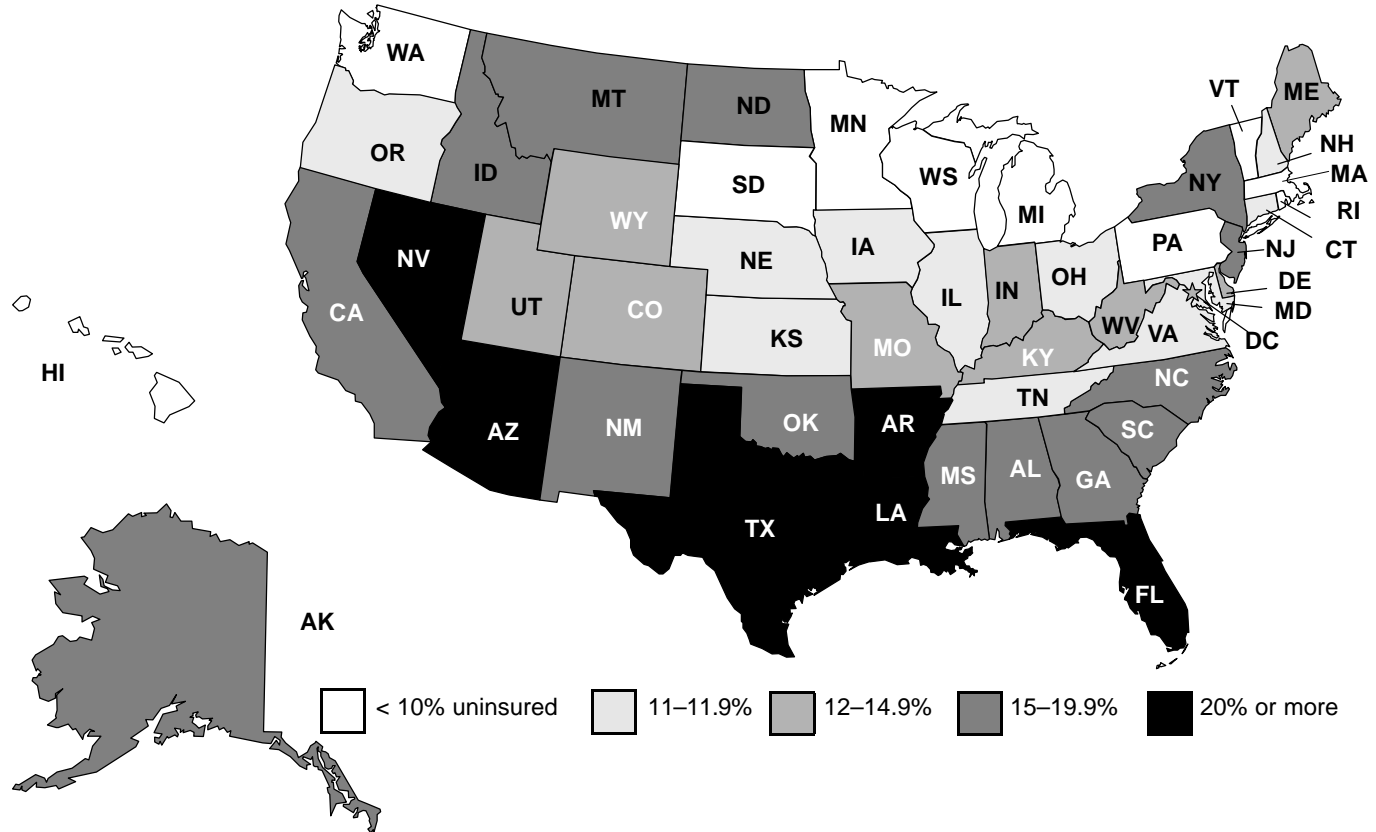 WA
MT
ND
MN
VT
ME
OR
ID
SD
WS
MI
NY
NH
MA
RI
WY
NV
NE
IA
PA
NJ
CT
CA
UT
CO
KS
MO
IL
IN
OH
WV
VA
KY
DE
MD
DC
HI
AZ
NM
OK
AR
TN
NC
SC
MS
AL
GA
TX
LA
FL
AK
< 10% uninsured
11–11.9%
12–14.9%
15–19.9%
20% or more